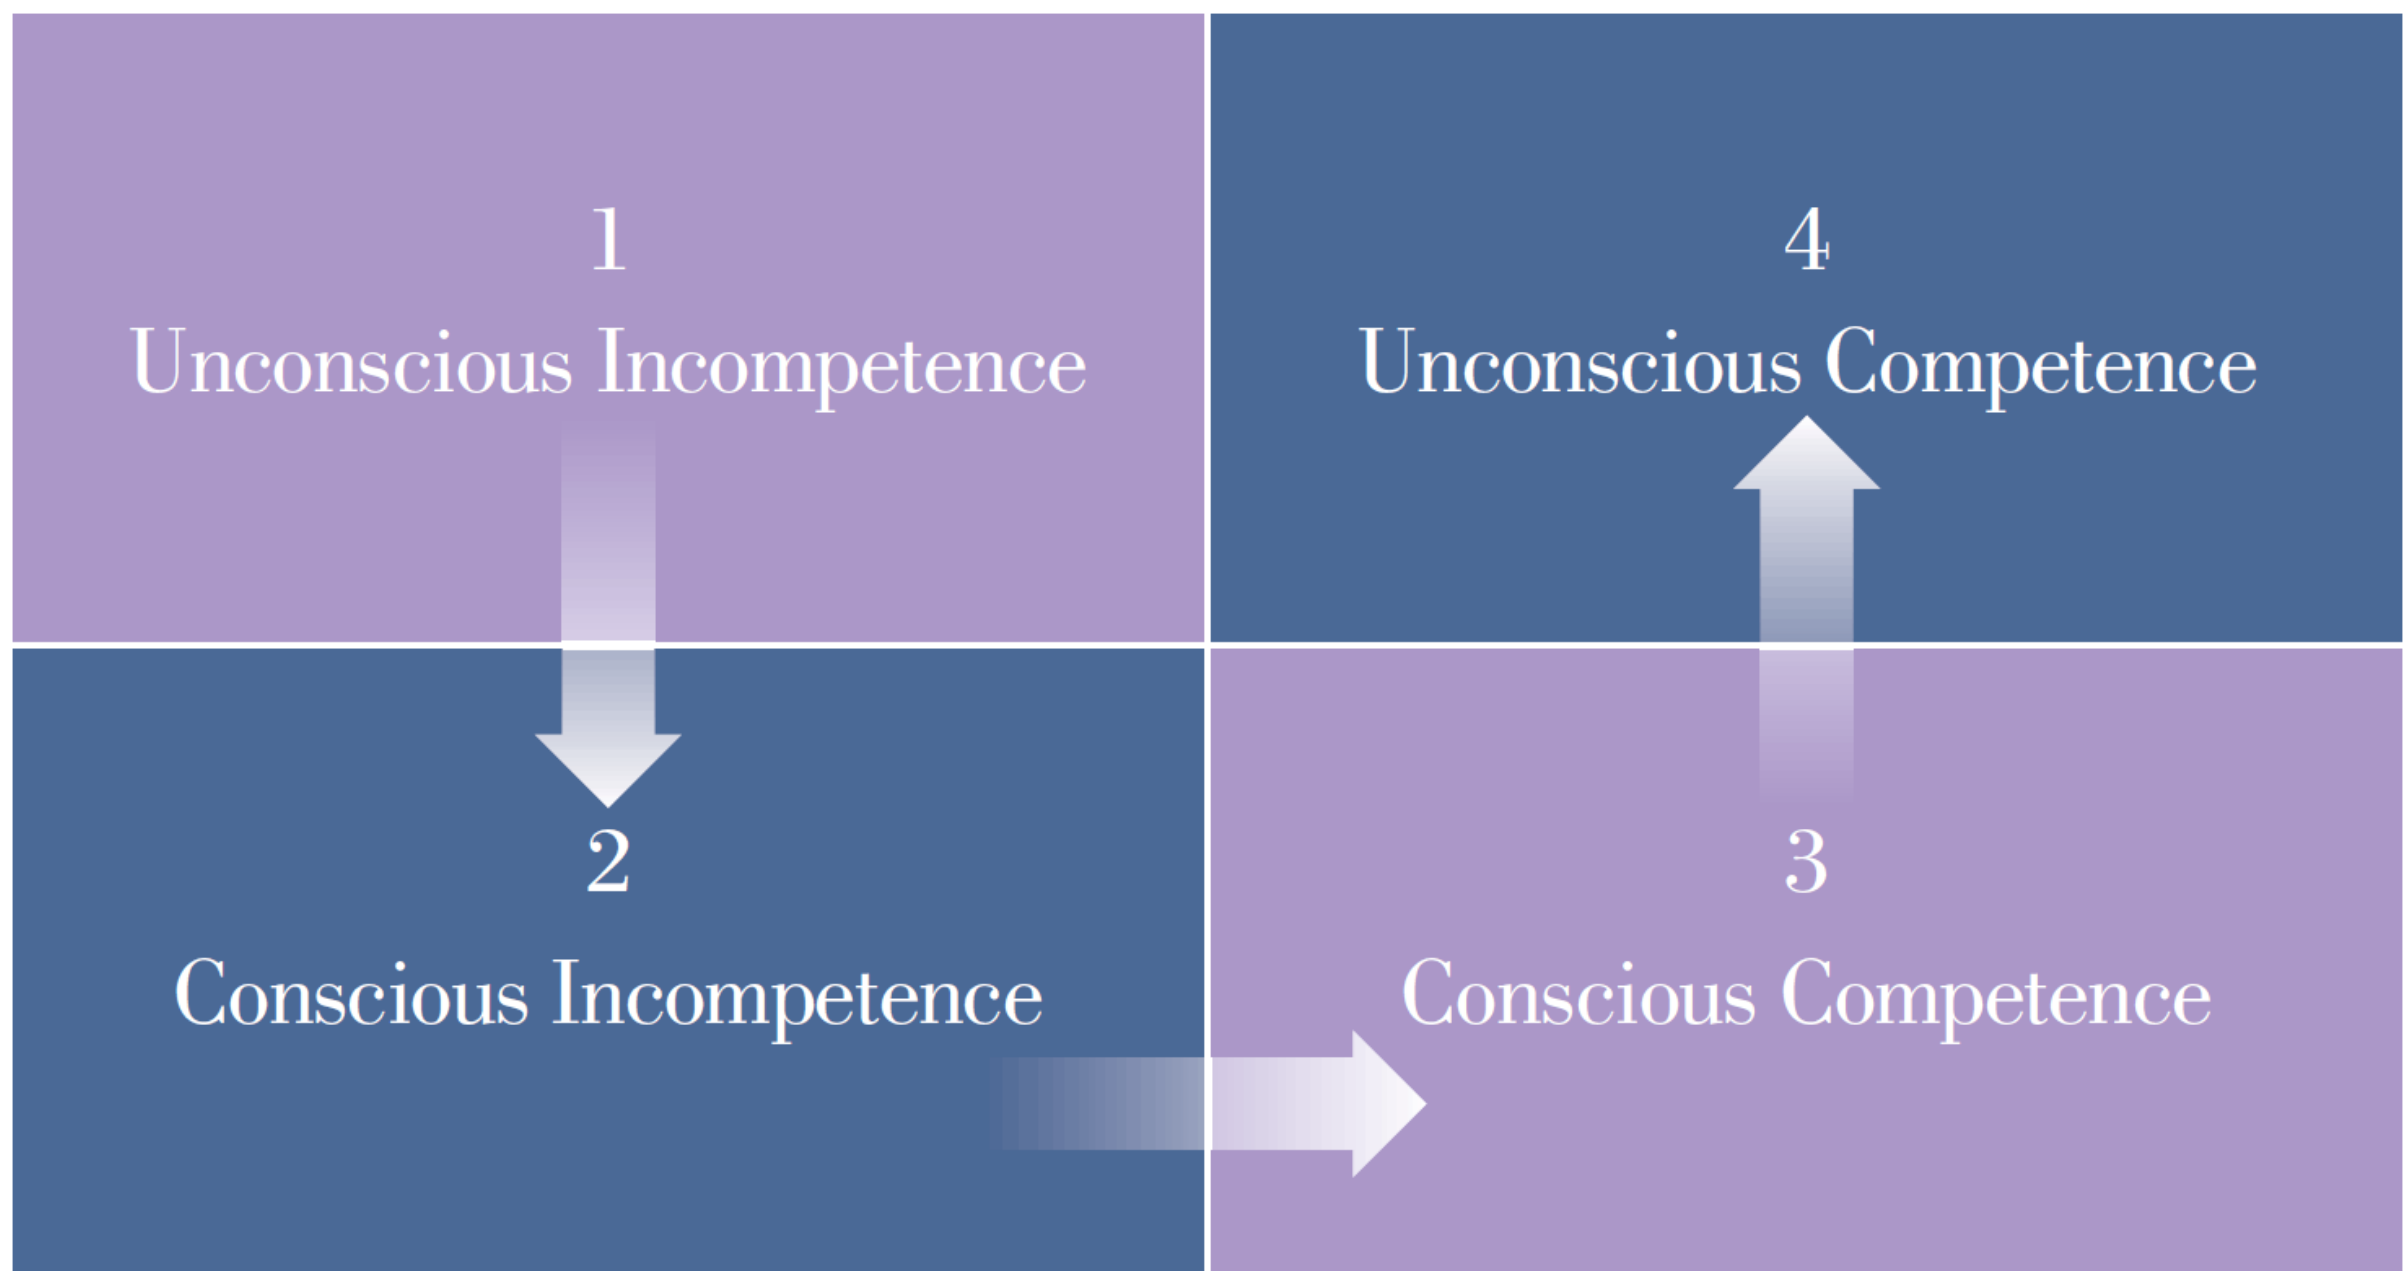 1
Unconscious Incompetence
2
Conscious Incompetence
3
Conscious Competence
4
Unconscious Competence